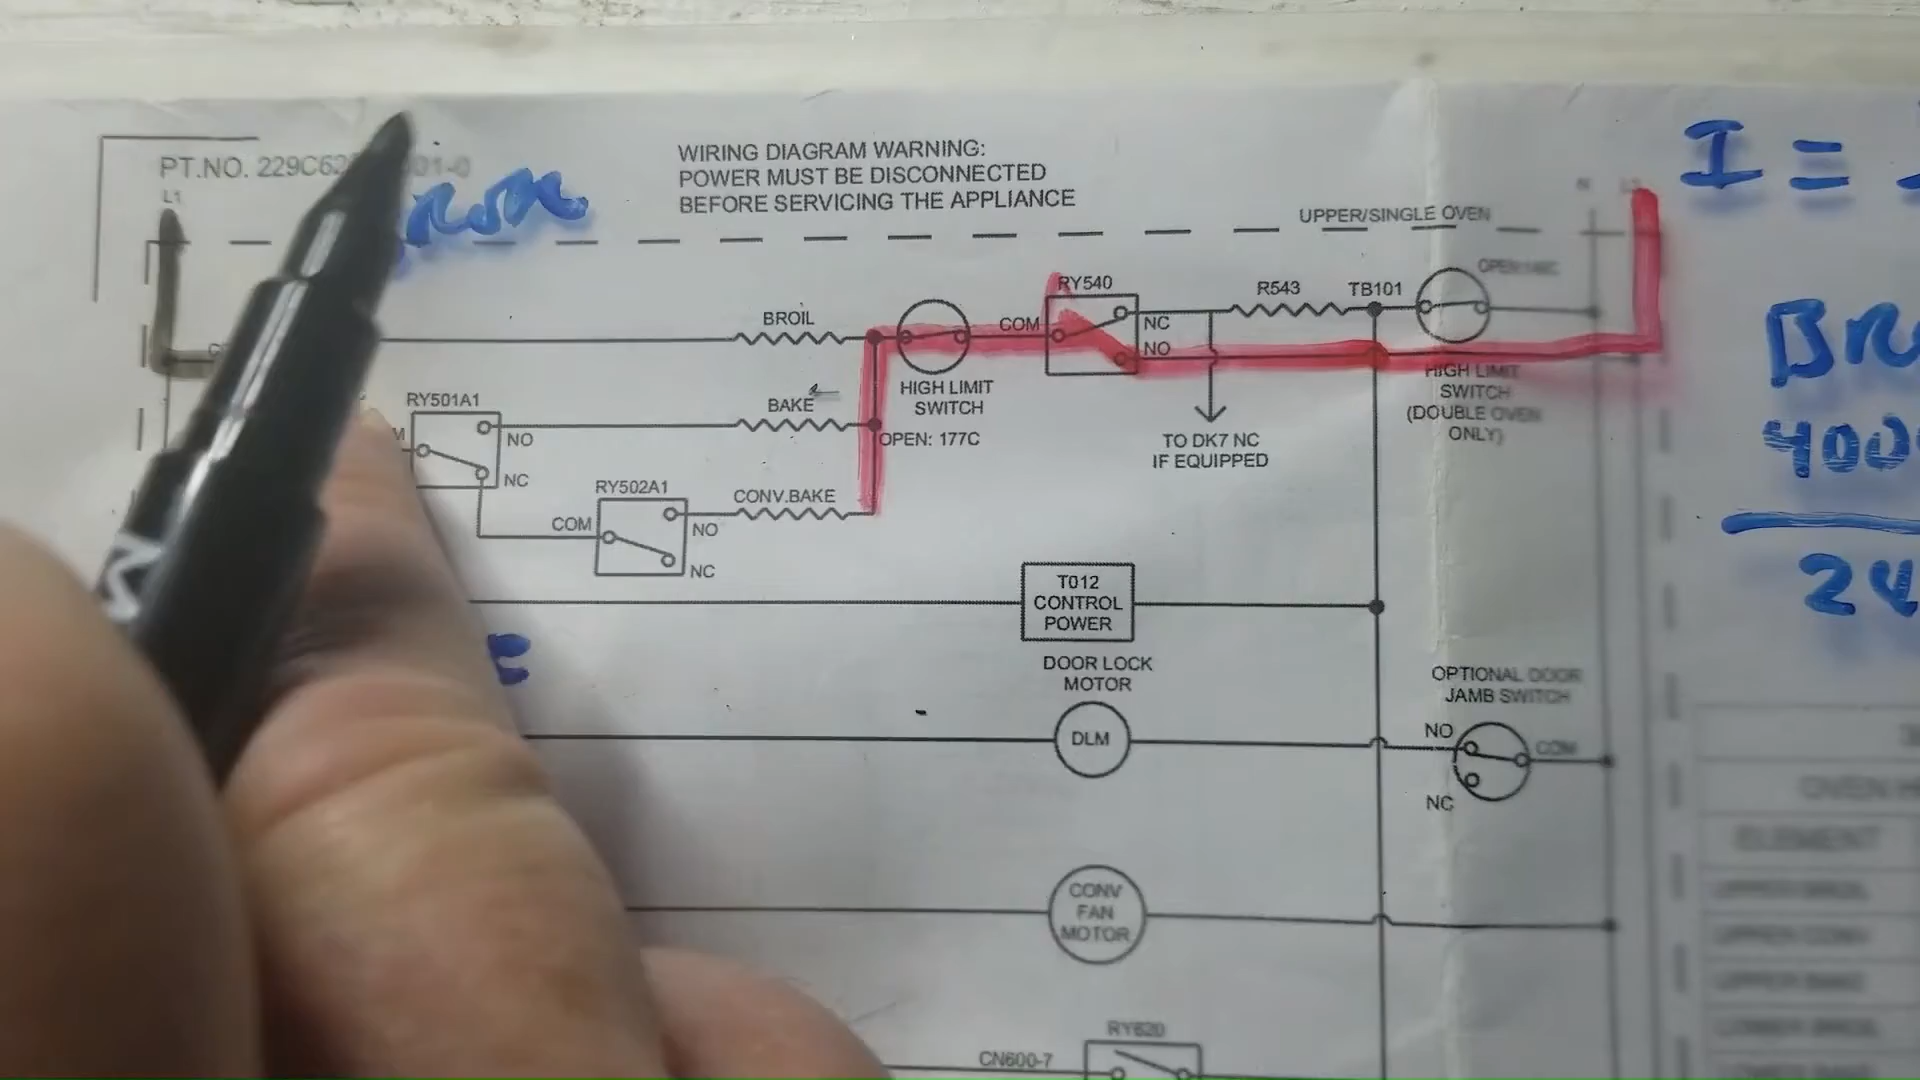 PT.NO. 229C62 01-0
L1
WIRING DIAGRAM WARNING:
POWER MUST BE DISCONNECTED
BEFORE SERVICING THE APPLIANCE
UPPER/SINGLE OVEN
N
I =
BROIL
COM
RY540
NC
NO
R543
TB101
HIGH LIMIT
SWITCH
OPEN: 177C
HIGH LIMIT
SWITCH
(DOUBLE OVEN
ONLY)
TO DK7 NC
IF EQUIPPED
RY501A1
NO
NC
BAKE
RY502A1
COM
NO
NC
CONV.BAKE
400
24
T012
CONTROL
POWER
DOOR LOCK
MOTOR
DLM
OPTIONAL DOOR
JAMB SWITCH
NO
COM
NC
CONV
FAN
MOTOR
ELEMENT
RY620
CN600-7